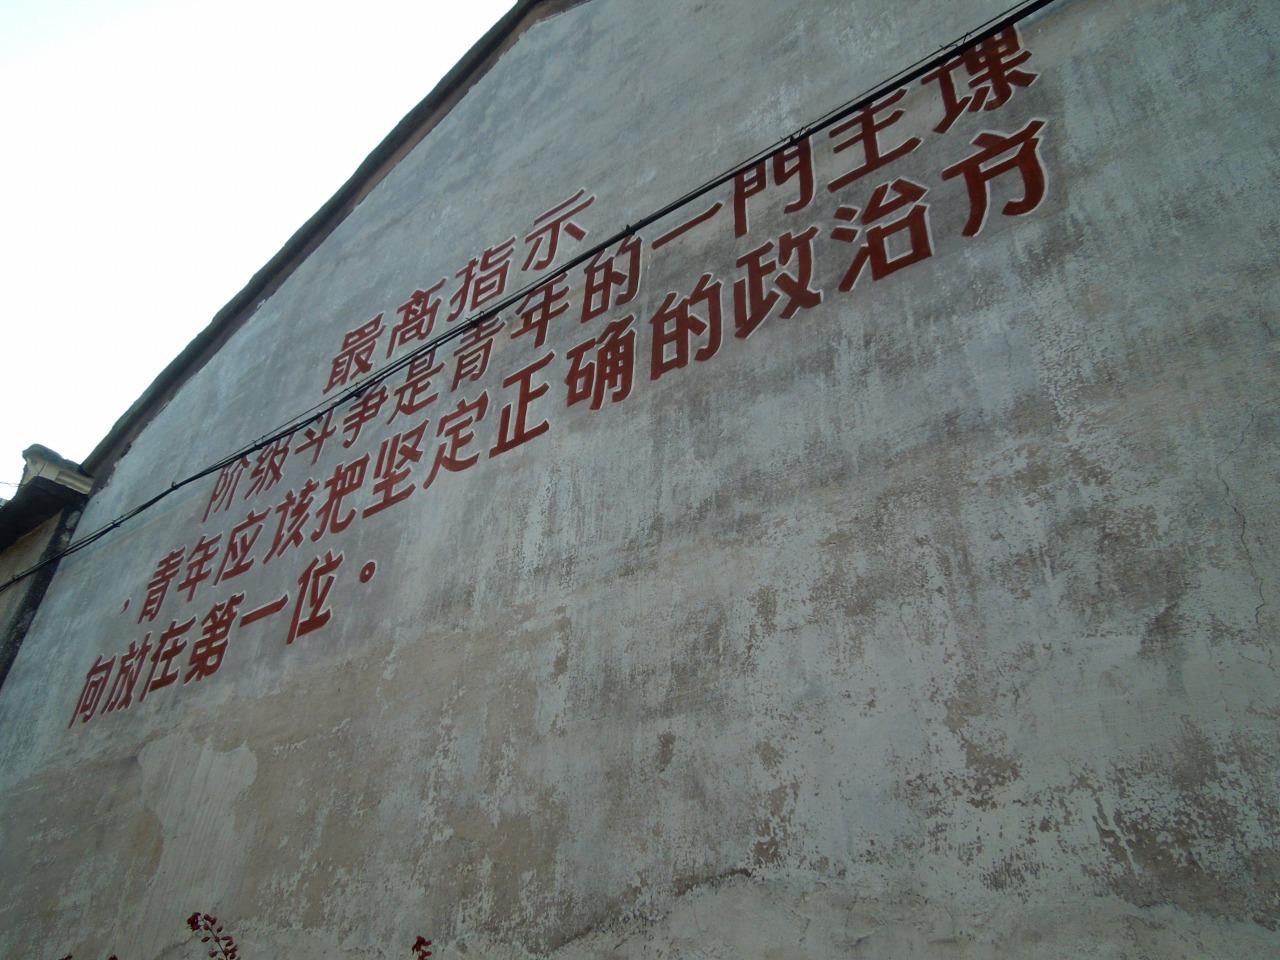 最高指示
阶级斗争是青年的一門主课
,青年应该把坚定正确的政治方
向放在第一位。